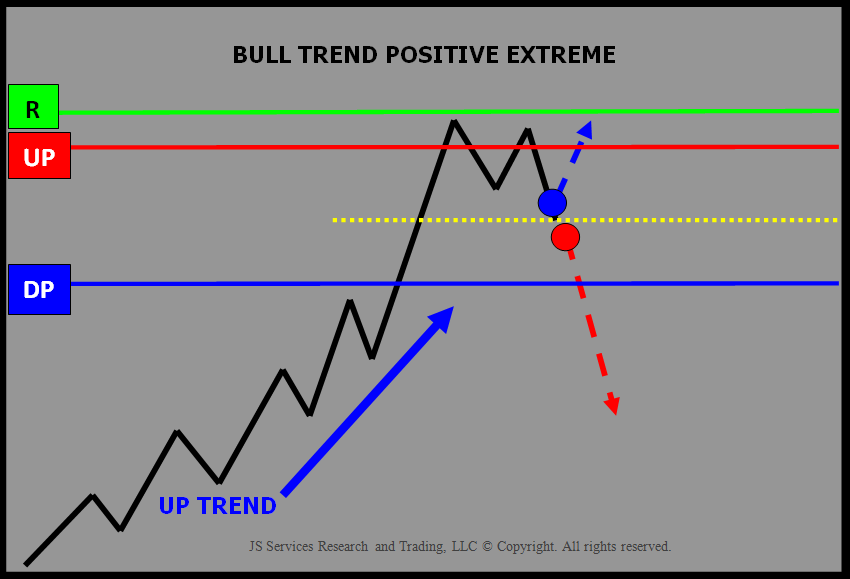 BULL TREND POSITIVE EXTREME
R
UP
DP
UP TREND
JS Services Research and Trading, LLC © Copyright. All rights reserved.